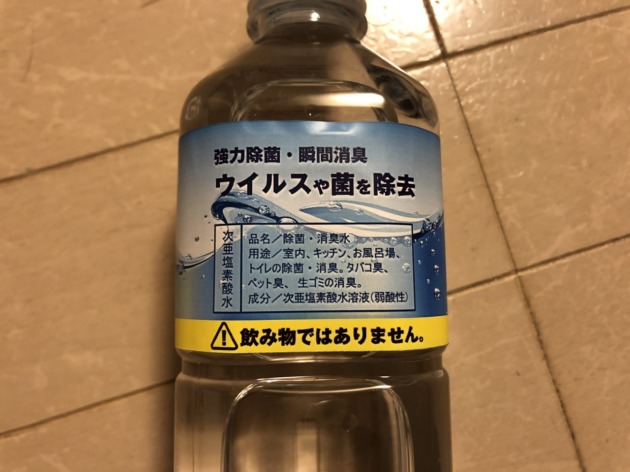 強力除菌・瞬間消臭
ウイルスや菌を除去
次亜塩素酸水
品名／除菌・消臭水
用途／室内、キッチン、お風呂場、
トイレの除菌・消臭。タバコ臭、
ペット臭、生ゴミの消臭。
成分／次亜塩素酸水溶液(弱酸性)
飲み物ではありません。